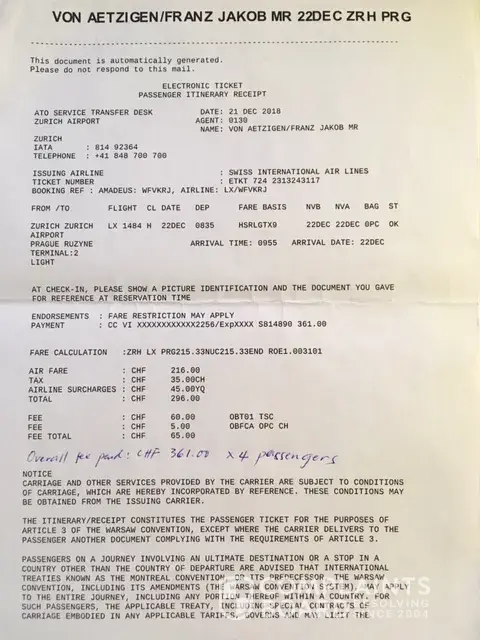 VON AETZIGEN/FRANZ JAKOB MR 22DEC ZRH PRG
This document is automatically generated.
Please do not respond to this mail.
ELECTRONIC TICKET
PASSENGER ITINERARY RECEIPT
ATO SERVICE TRANSFER DESK DATE: 21 DEC 2018
ZURICH AIRPORT AGENT: 0130
NAME: VON AETZIGEN/FRANZ JAKOB MR
ZURICH
IATA : 814 92364
TELEPHONE : +41 848 700 700
ISSUING AIRLINE : SWISS INTERNATIONAL AIR LINES
TICKET NUMBER : ETKT 724 2313243117
BOOKING REF : AMADEUS: WFVKRJ, AIRLINE: LX/WFVKRJ
FROM /TO FLIGHT CL DATE DEP FARE BASIS NVB NVA BAG ST
ZURICH ZURICH LX 1484 H 22DEC 0835 HSRLGTX9 22DEC 22DEC 0PC OK
AIRPORT
PRAGUE RUZYNE ARRIVAL TIME: 0955 ARRIVAL DATE: 22DEC
TERMINAL:2
LIGHT
AT CHECK-IN, PLEASE SHOW A PICTURE IDENTIFICATION AND THE DOCUMENT YOU GAVE
FOR REFERENCE AT RESERVATION TIME
ENDORSEMENTS : FARE RESTRICTION MAY APPLY
PAYMENT : CC VI XXXXXXXXXXXX2256/ExpXXXX S814890 361.00
FARE CALCULATION :ZRH LX PRG215.33NUC215.33END ROE1.003101
AIR FARE : CHF 216.00
TAX : CHF 35.00CH
AIRLINE SURCHARGES : CHF 45.00YQ
TOTAL : CHF 296.00
FEE : CHF 60.00 OBT01 TSC
FEE : CHF 5.00 OBFCA OPC CH
FEE TOTAL : CHF 65.00
Overall fee paid: CHF 361.00 x 4 passengers
NOTICE
CARRIAGE AND OTHER SERVICES PROVIDED BY THE CARRIER ARE SUBJECT TO CONDITIONS
OF CARRIAGE, WHICH ARE HEREBY INCORPORATED BY REFERENCE. THESE CONDITIONS MAY
BE OBTAINED FROM THE ISSUING CARRIER.
THE ITINERARY/RECEIPT CONSTITUTES THE PASSENGER TICKET FOR THE PURPOSES OF
ARTICLE 3 OF THE WARSAW CONVENTION, EXCEPT WHERE THE CARRIER DELIVERS TO THE
PASSENGER ANOTHER DOCUMENT COMPLYING WITH THE REQUIREMENTS OF ARTICLE 3.
PASSENGERS ON A JOURNEY INVOLVING AN ULTIMATE DESTINATION OR A STOP IN A
COUNTRY OTHER THAN THE COUNTRY OF DEPARTURE ARE ADVISED THAT INTERNATIONAL
TREATIES KNOWN AS THE MONTREAL CONVENTION, OR ITS PREDECESSOR, THE WARSAW
CONVENTION, INCLUDING ITS AMENDMENTS (THE WARSAW CONVENTION SYSTEM), MAY APPLY
TO THE ENTIRE JOURNEY, INCLUDING ANY PORTION THEREOF WITHIN A COUNTRY. FOR
SUCH PASSENGERS, THE APPLICABLE TREATY, INCLUDING SPECIAL CONTRACTS OF
CARRIAGE EMBODIED IN ANY APPLICABLE TARIFFS, GOVERNS AND MAY LIMIT THE